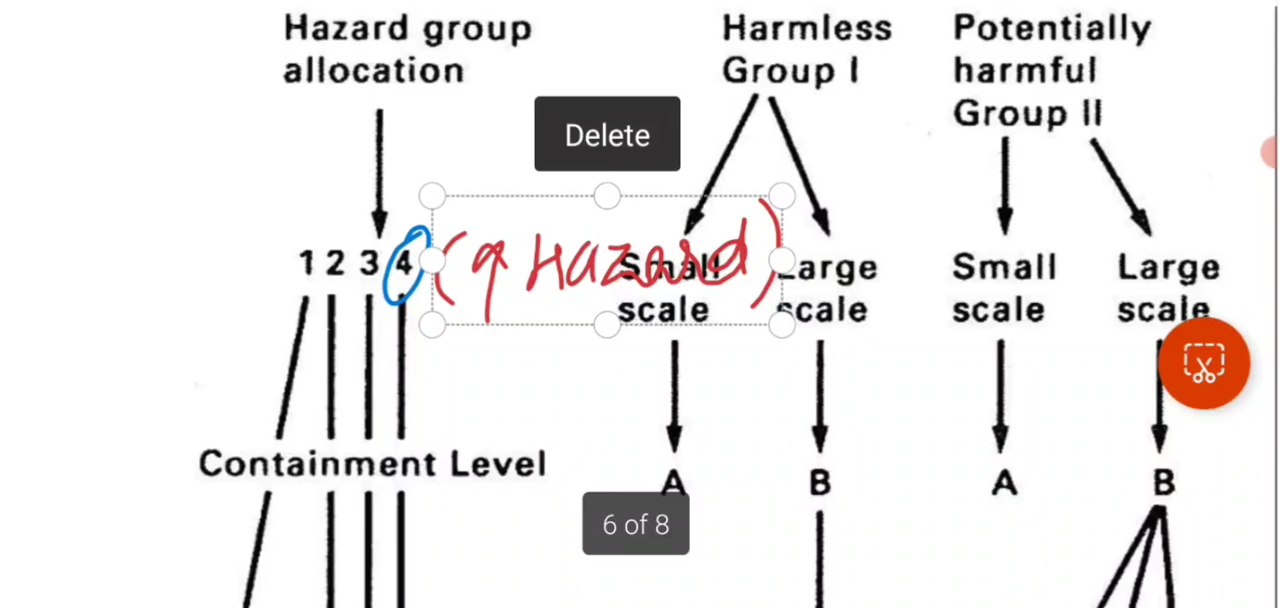 Hazard group
allocation
Harmless
Group I
Potentially
harmful
Group II
Delete
1 2 3 4
(↑ Hazard)
Small
scale
Large
scale
Small
scale
Large
scale
Containment Level
A
B
A
B
6 of 8